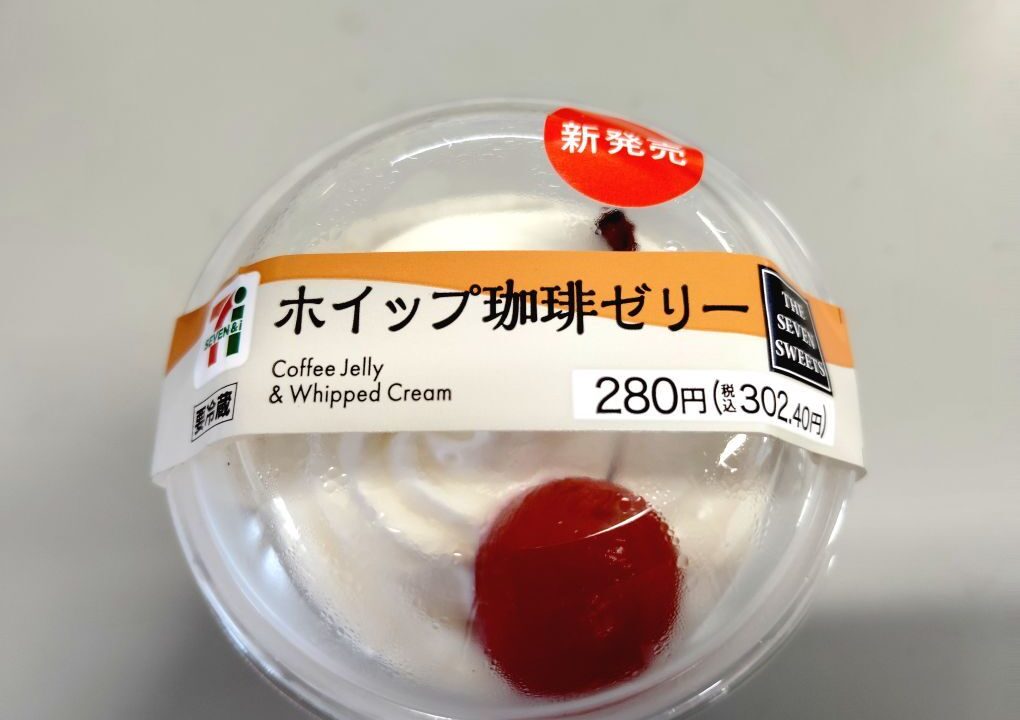 新発売
SEVEN&i
ホイップ珈琲ゼリー
THE
SEVEN
SWEETS
Coffee Jelly
& Whipped Cream
280円(税込302.40円)
要冷蔵